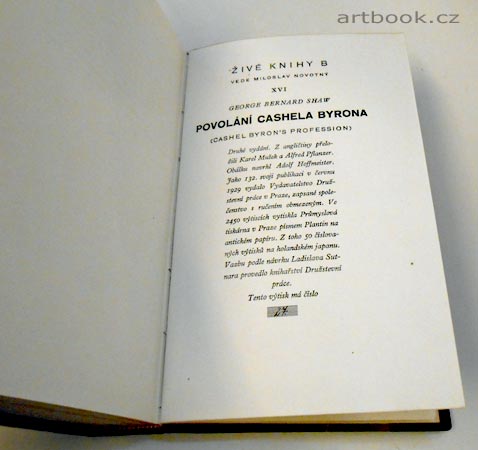 artbook.cz
ŽIVÉ KNIHY B
VEDE MILOSLAV NOVOTNÝ
XVI
GEORGE BERNARD SHAW
POVOLÁNÍ CASHELA BYRONA
(CASHEL BYRON'S PROFESSION)
Druhé vydání. Z angličtiny přelo-
žili Karel Mušek a Alfred Pflanzer.
Obálku navrhl Adolf Hoffmeister.
Jako 132. svoji publikaci v červnu
1929 vydalo Vydavatelstvo Druž-
stevní práce v Praze, zapsané spole-
čenstvo s ručením obmezeným. Ve
2450 výtiscích vytiskla Průmyslová
tiskárna v Praze písmem Plantin na
antickém papíru. Z toho 50 číslova-
ných výtisků na holandském japanu.
Vazbu podle návrhu Ladislava Sut-
nara provedlo knihařství Družstevní
práce.
Tento výtisk má číslo
27.